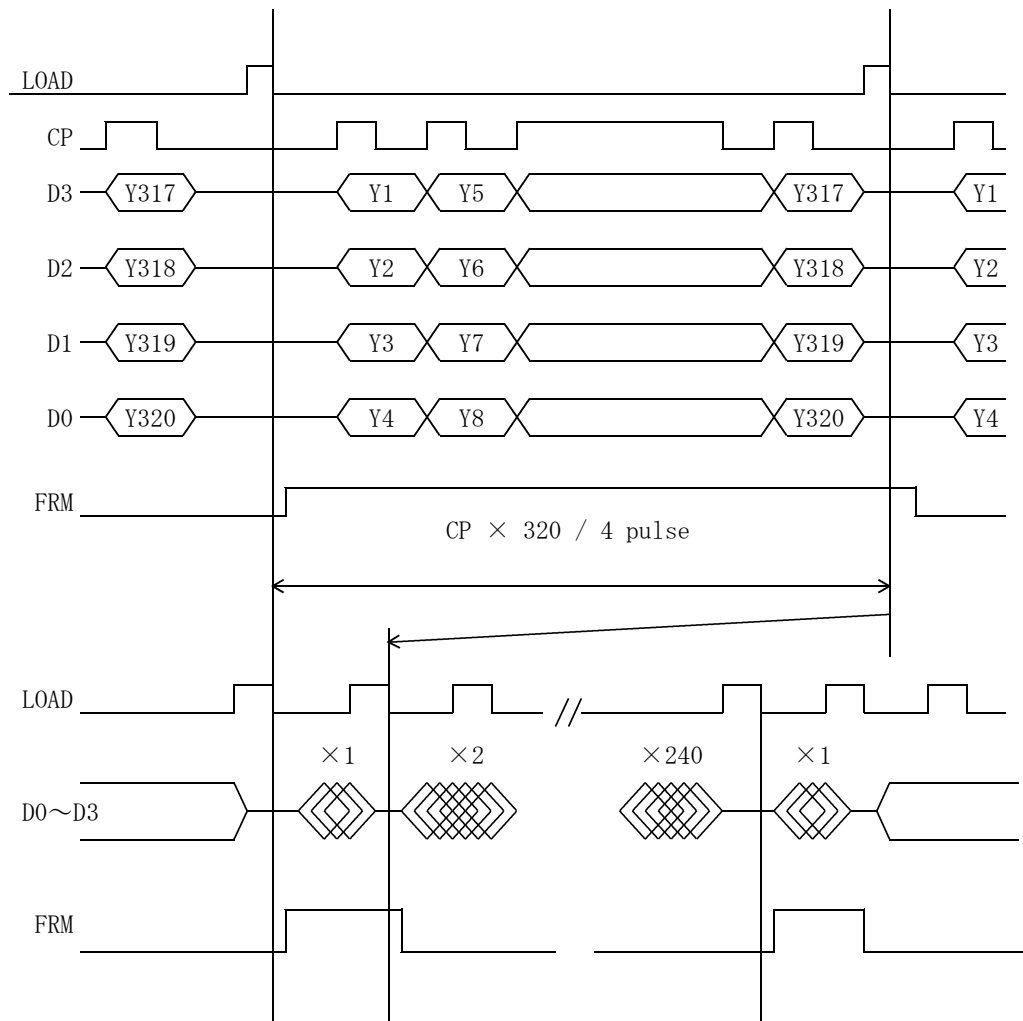 LOAD
CP
D3 Y317 Y1 Y5 Y317 Y1
D2 Y318 Y2 Y6 Y318 Y2
D1 Y319 Y3 Y7 Y319 Y3
D0 Y320 Y4 Y8 Y320 Y4
FRM
CP × 320 / 4 pulse
LOAD
×1 ×2 ×240 ×1
D0～D3
FRM